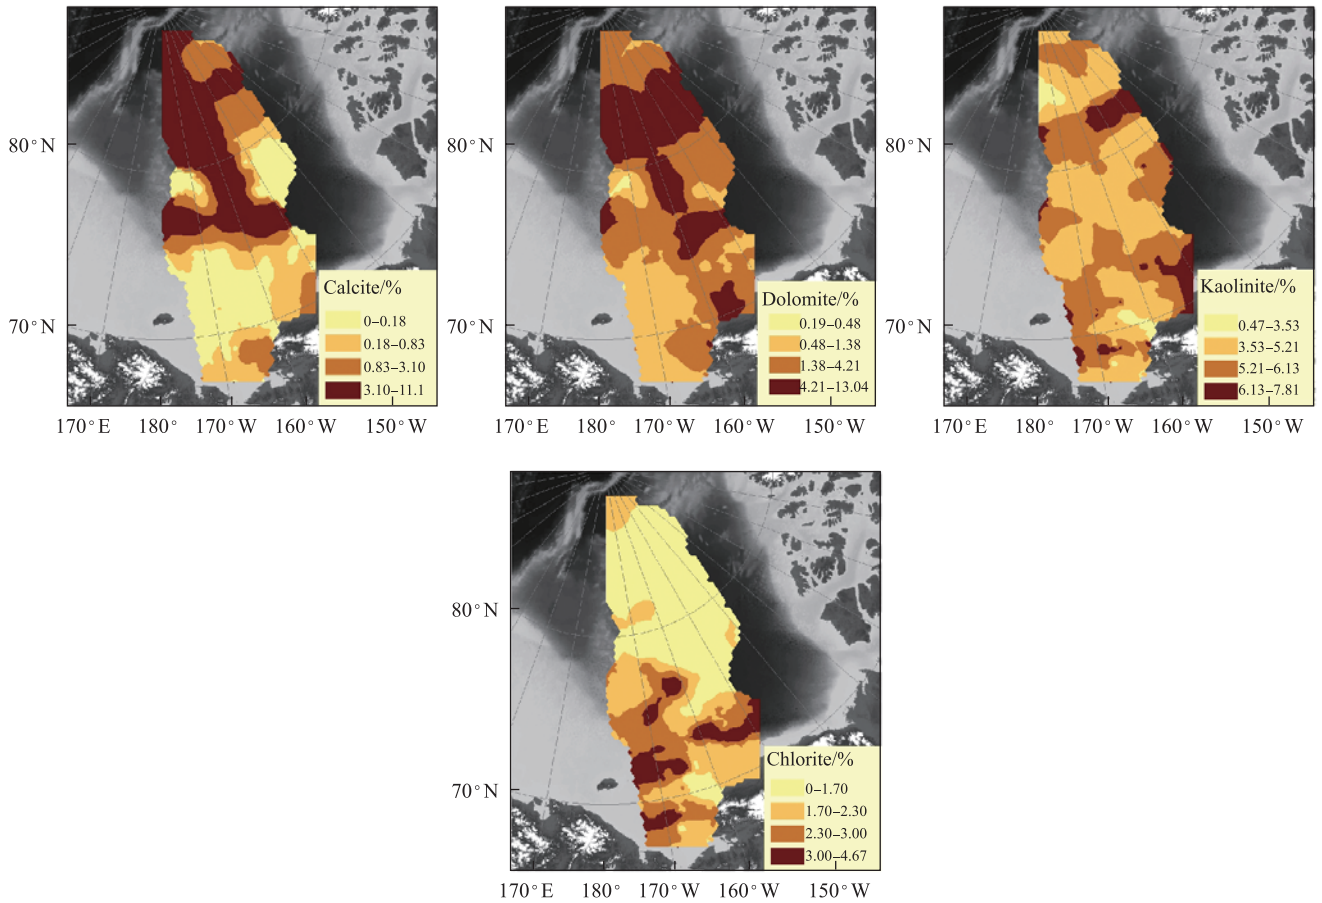 80°N
70°N
Calcite/%
0–0.18
0.18–0.83
0.83–3.10
3.10–11.1
170°E 180° 170°W 160°W 150°W
80°N
70°N
Dolomite/%
0.19–0.48
0.48–1.38
1.38–4.21
4.21–13.04
170°E 180° 170°W 160°W 150°W
80°N
70°N
Kaolinite/%
0.47–3.53
3.53–5.21
5.21–6.13
6.13–7.81
170°E 180° 170°W 160°W 150°W
80°N
70°N
Chlorite/%
0–1.70
1.70–2.30
2.30–3.00
3.00–4.67
170°E 180° 170°W 160°W 150°W